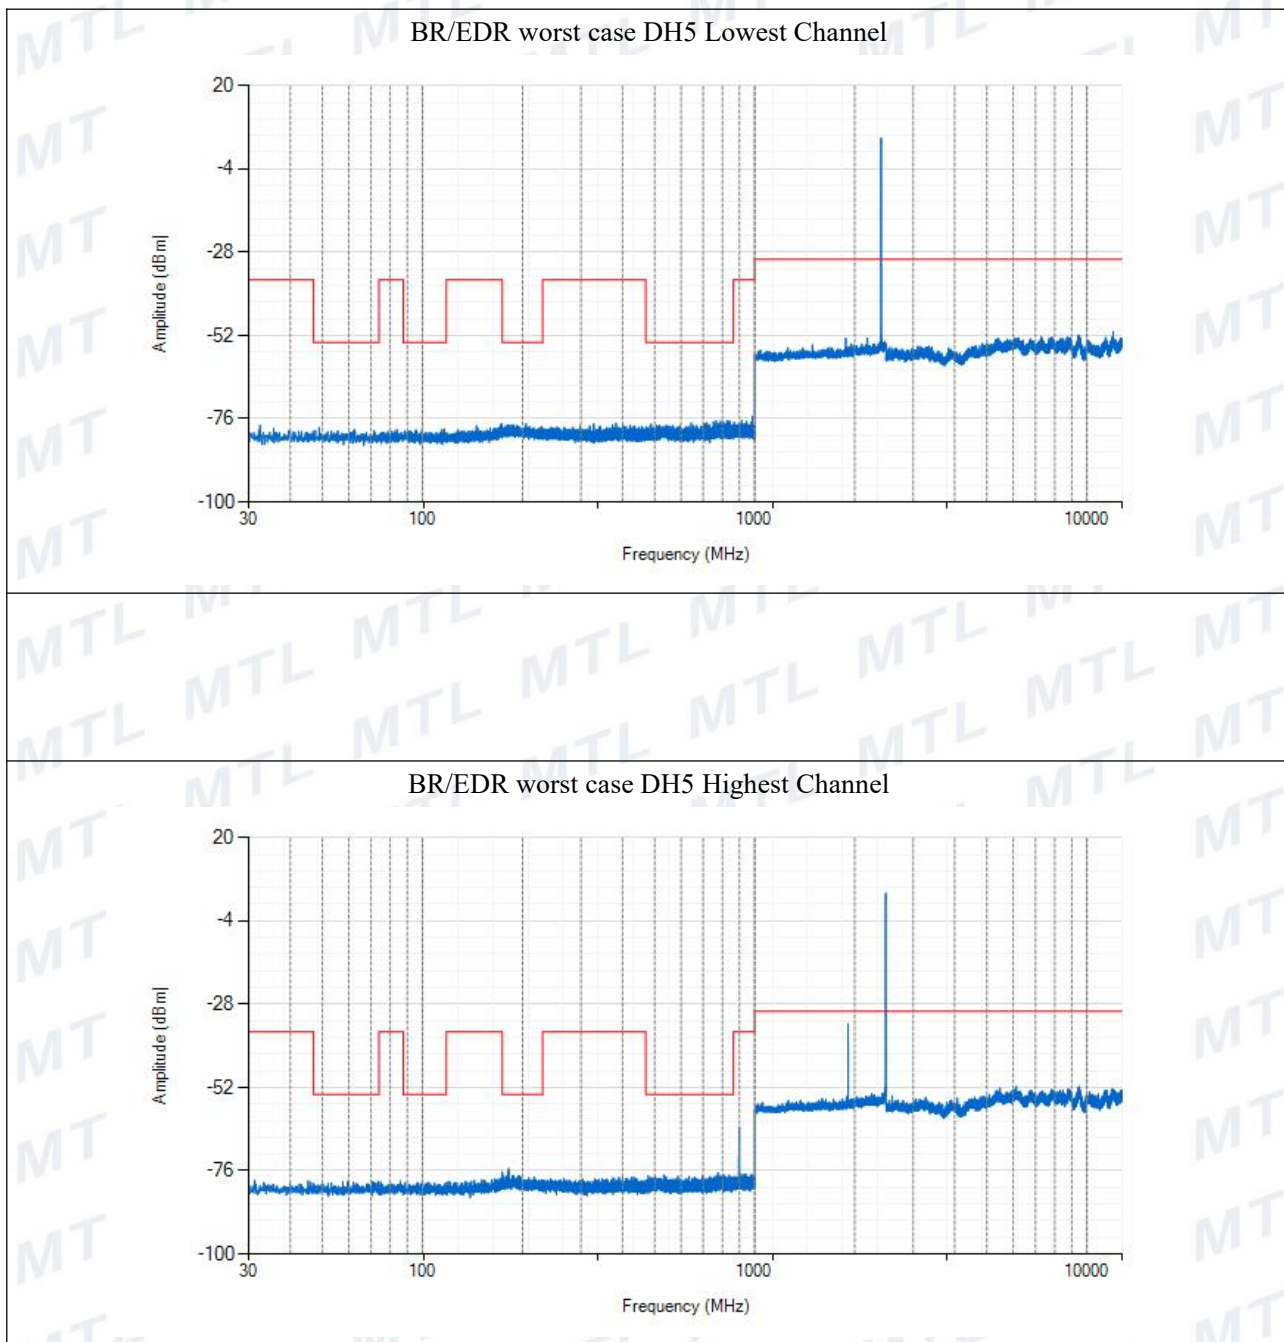 BR/EDR worst case DH5 Lowest Channel
20
-4
-28
-52
-76
-100
Amplitude (dBm)
30
100
1000
10000
Frequency (MHz)
BR/EDR worst case DH5 Highest Channel
20
-4
-28
-52
-76
-100
Amplitude (dBm)
30
100
1000
10000
Frequency (MHz)
MTL